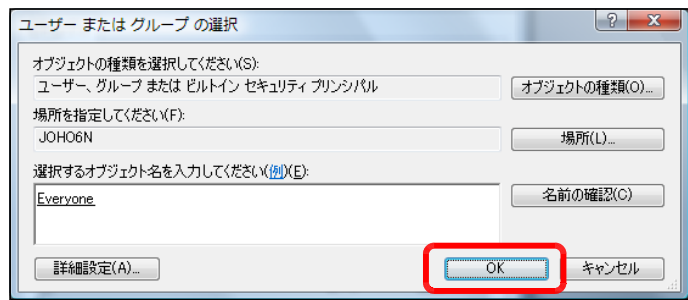 ユーザー または グループ の選択
オブジェクトの種類を選択してください(S):
ユーザー、グループ または ビルトイン セキュリティ プリンシパル
オブジェクトの種類(O)...
場所を指定してください(F):
JOHO6N
場所(L)...
選択するオブジェクト名を入力してください(例)(E):
Everyone
名前の確認(C)
詳細設定(A)...
OK
キャンセル